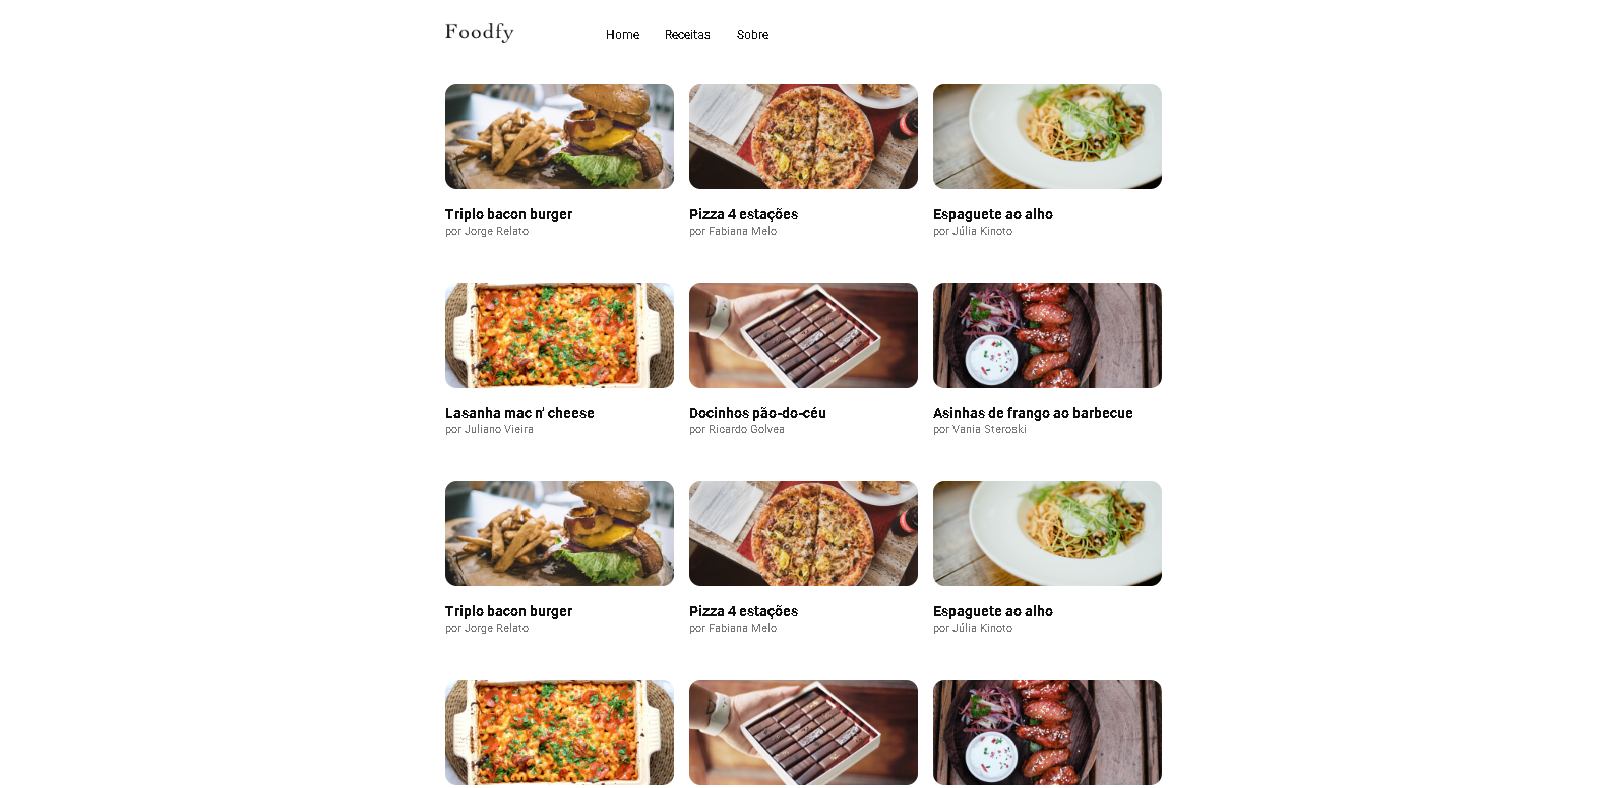 Foodfy
Home Receitas Sobre
Triplo bacon burger
por Jorge Relato
Pizza 4 estações
por Fabiana Melo
Espaguete ao alho
por Júlia Kinoto
Lasanha mac n' cheese
por Juliano Vieira
Docinhos pão-do-céu
por Ricardo Golvea
Asinhas de frango ao barbecue
por Vania Steroski
Triplo bacon burger
por Jorge Relato
Pizza 4 estações
por Fabiana Melo
Espaguete ao alho
por Júlia Kinoto